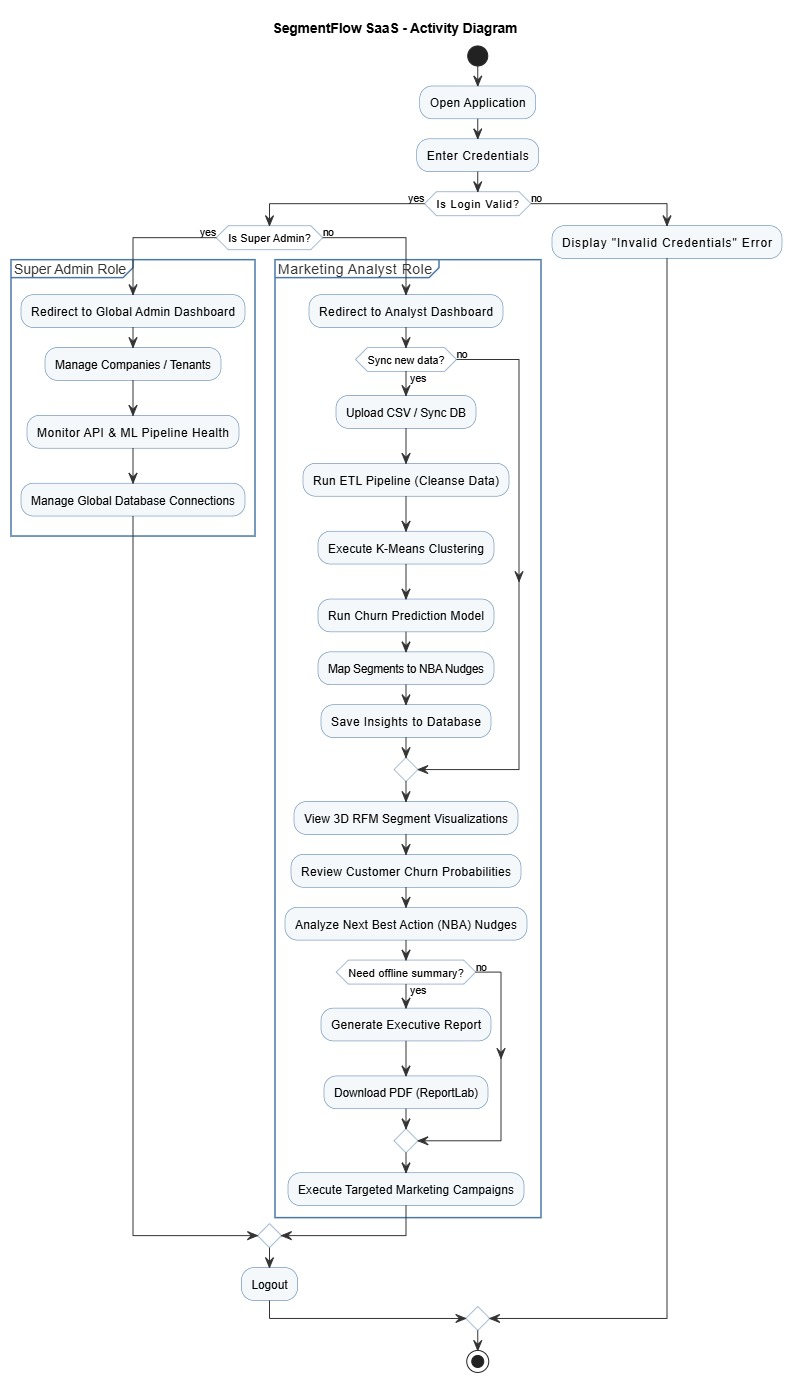 SegmentFlow SaaS - Activity Diagram
Open Application
Enter Credentials
yes
Is Login Valid?
no
yes
Is Super Admin?
no
Display "Invalid Credentials" Error
Super Admin Role
Redirect to Global Admin Dashboard
Manage Companies / Tenants
Monitor API & ML Pipeline Health
Manage Global Database Connections
Marketing Analyst Role
Redirect to Analyst Dashboard
Sync new data?
no
yes
Upload CSV / Sync DB
Run ETL Pipeline (Cleanse Data)
Execute K-Means Clustering
Run Churn Prediction Model
Map Segments to NBA Nudges
Save Insights to Database
View 3D RFM Segment Visualizations
Review Customer Churn Probabilities
Analyze Next Best Action (NBA) Nudges
Need offline summary?
no
yes
Generate Executive Report
Download PDF (ReportLab)
Execute Targeted Marketing Campaigns
Logout